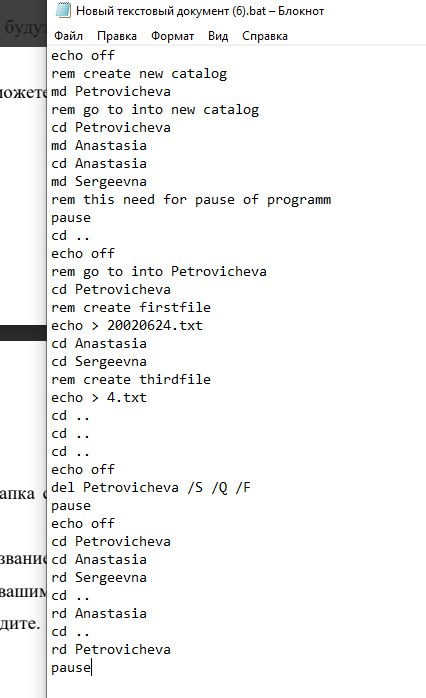 Новый текстовый документ (6).bat – Блокнот
Файл Правка Формат Вид Справка
будут
можете
апка с
звание
вашим
дите.
echo off
rem create new catalog
md Petrovicheva
rem go to into new catalog
cd Petrovicheva
md Anastasia
cd Anastasia
md Sergeevna
rem this need for pause of programm
pause
cd ..
echo off
rem go to into Petrovicheva
cd Petrovicheva
rem create firstfile
echo > 20020624.txt
cd Anastasia
cd Sergeevna
rem create thirdfile
echo > 4.txt
cd ..
cd ..
cd ..
echo off
del Petrovicheva /S /Q /F
pause
echo off
cd Petrovicheva
cd Anastasia
rd Sergeevna
cd ..
rd Anastasia
cd ..
rd Petrovicheva
pause